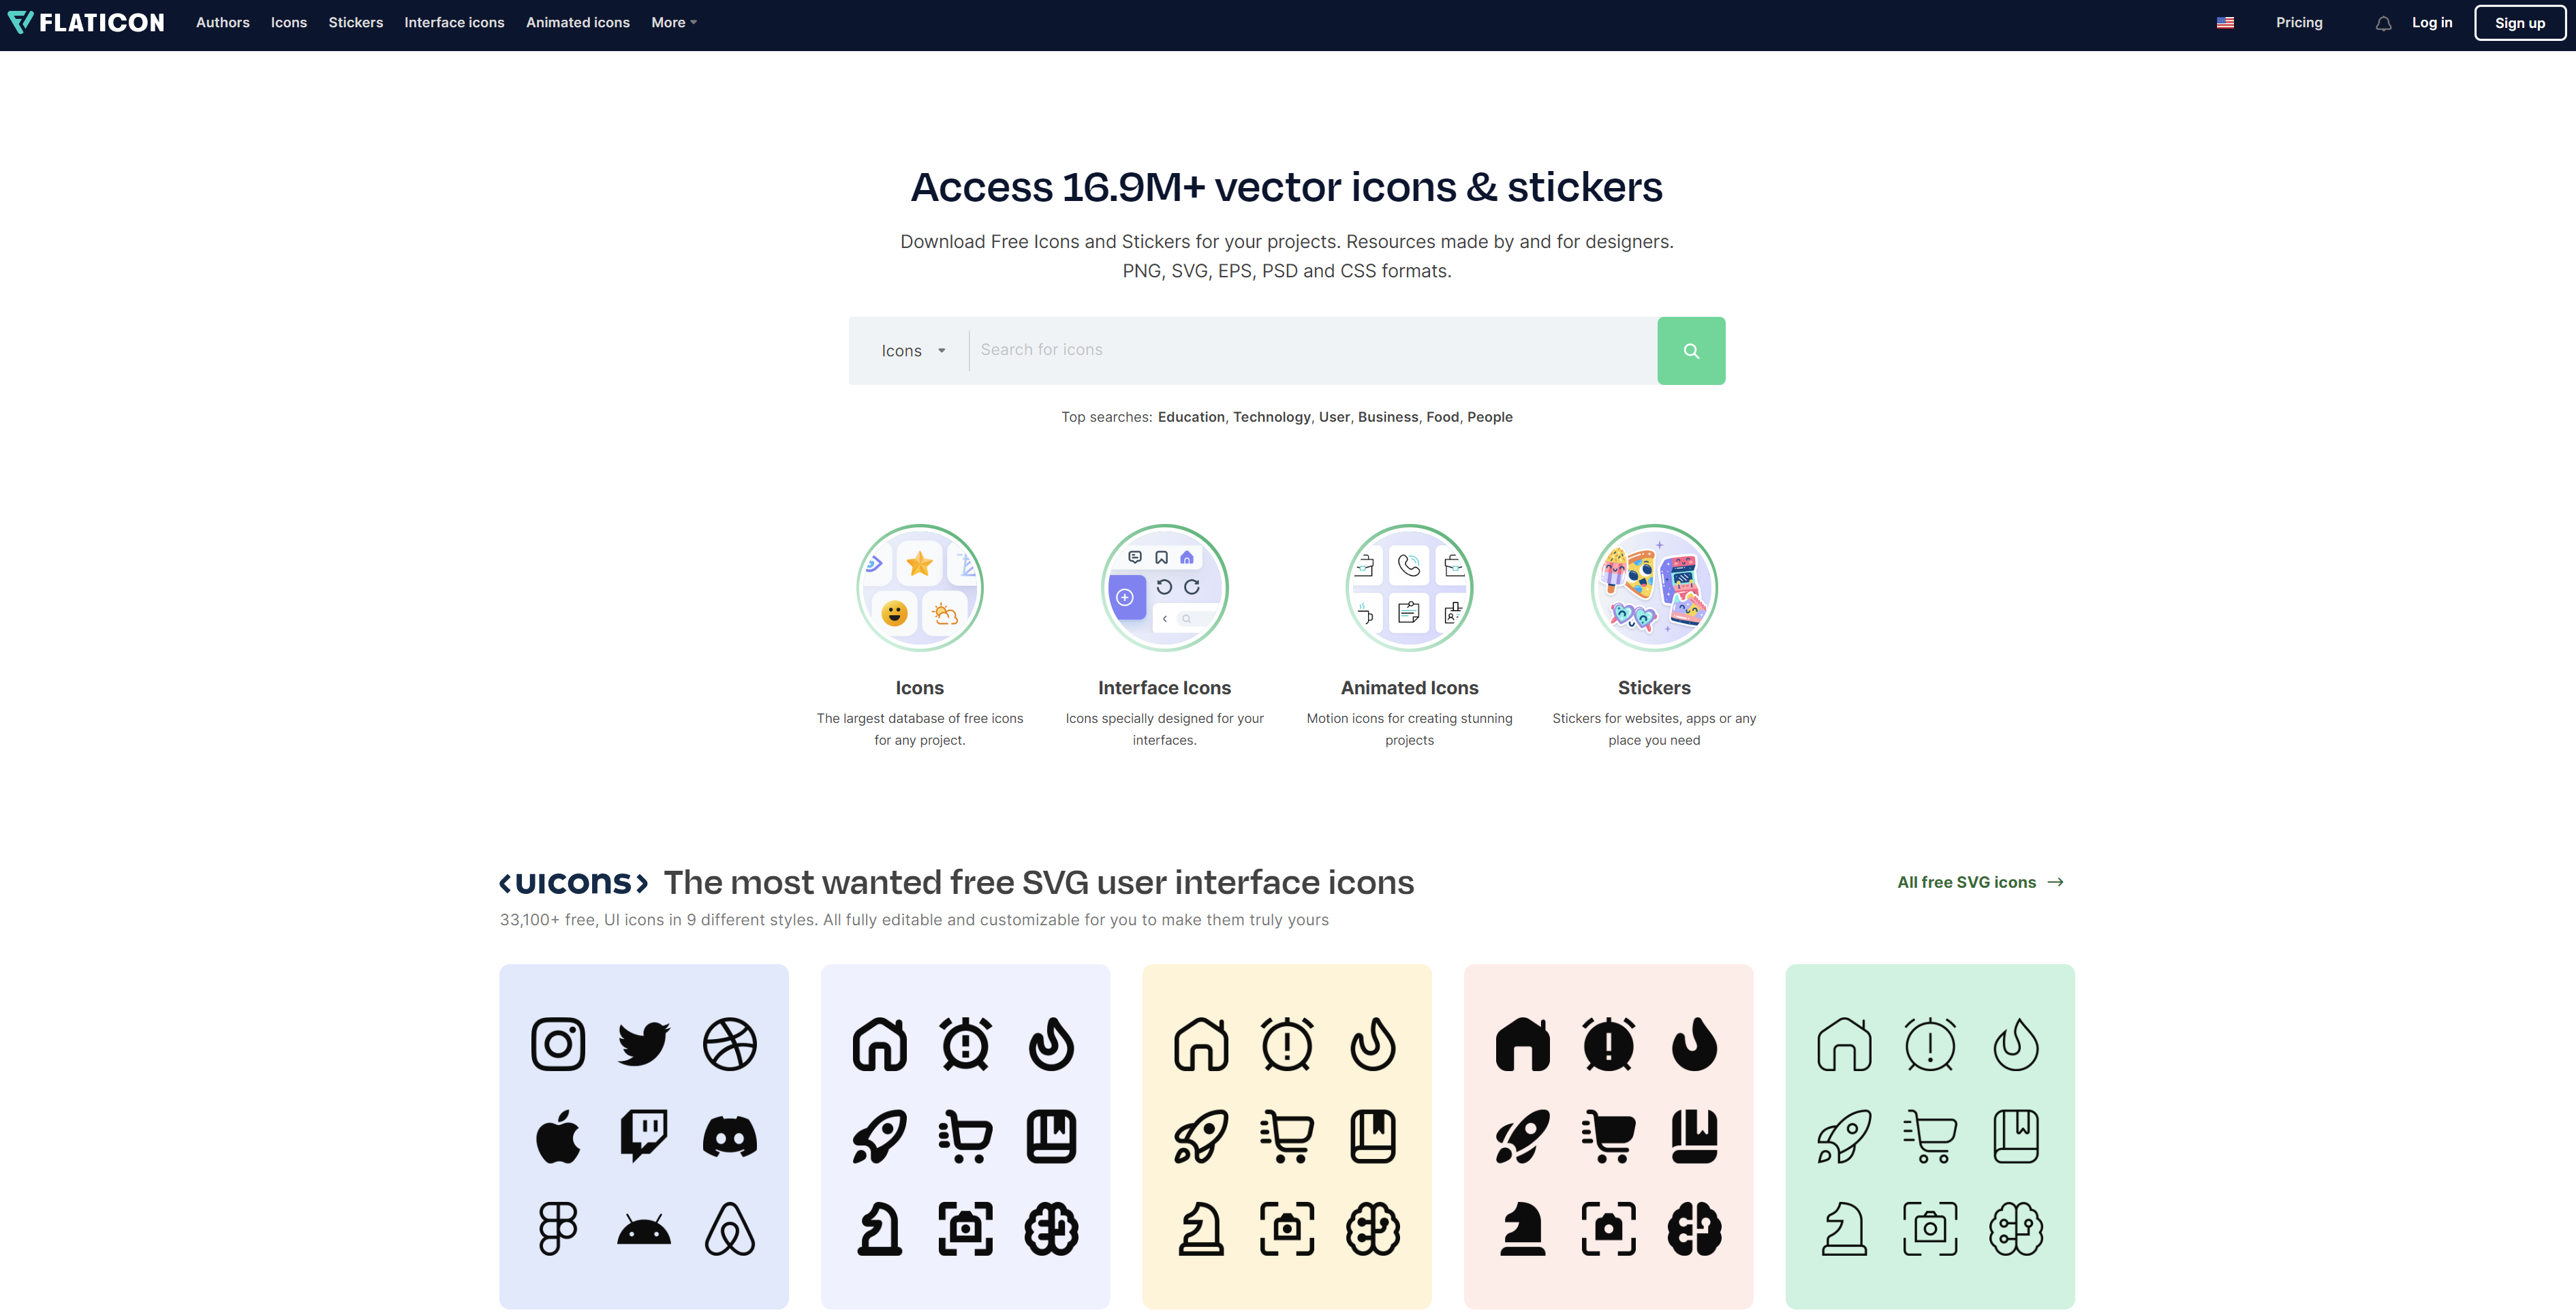 FLATICON Authors Icons Stickers Interface icons Animated icons More Pricing Log in Sign up
Access 16.9M+ vector icons & stickers
Download Free Icons and Stickers for your projects. Resources made by and for designers.
PNG, SVG, EPS, PSD and CSS formats.
Icons Search for icons
Top searches: Education, Technology, User, Business, Food, People
Icons
The largest database of free icons
for any project.
Interface Icons
Icons specially designed for your
interfaces.
Animated Icons
Motion icons for creating stunning
projects
Stickers
Stickers for websites, apps or any
place you need
<UICONS> The most wanted free SVG user interface icons
All free SVG icons →
33,100+ free, UI icons in 9 different styles. All fully editable and customizable for you to make them truly yours